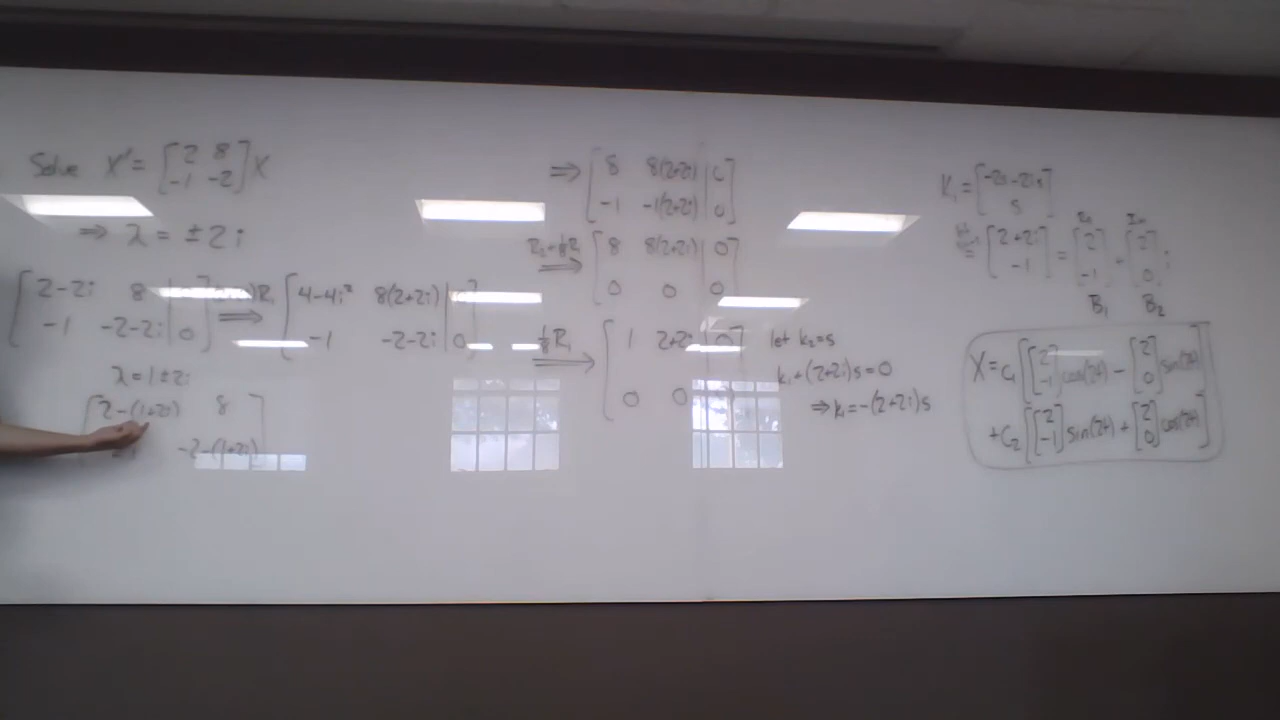 Solve X' = [2 8; -1 -2] X
⇒ λ = ±2i
[2-2i 8 | ; -1 -2-2i | 0] R₁ ⇒ [4-4i² 8(2+2i) | 0; -1 -2-2i | 0]
λ = 1±2i
[2-(1+2i) 8; -2-(1+2i)]
⇒ [8 8(2+2i) | 0; -1 -1(2+2i) | 0]
R₂+⅛R ⇒ [8 8(2+2i) | 0; 0 0 | 0]
⅛R₁ ⇒ [1 2+2i | 0; 0 0 |]
let k₂=s
k₁+(2+2i)s=0
⇒k₁=-(2+2i)s
K₁ = [-2s-2is; s]
= [2+2i; -1] = [2; -1] + [2; 0] i
B₁ B₂
X = c₁[[2; -1]cos(2t) - [2; 0]sin(2t)]
+c₂[[2; -1]sin(2t) + [2; 0]cos(2t)]